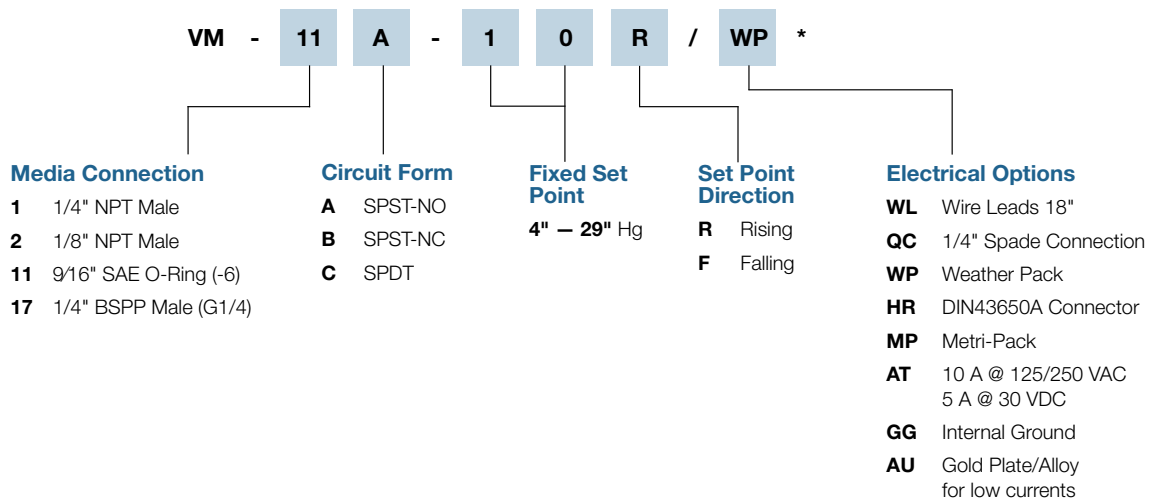 VM - 11 A - 1 0 R / WP *
Media Connection
1 1/4" NPT Male
2 1/8" NPT Male
11 9⁄16" SAE O-Ring (-6)
17 1/4" BSPP Male (G1/4)
Circuit Form
A SPST-NO
B SPST-NC
C SPDT
Fixed Set
Point
4" — 29" Hg
Set Point
Direction
R Rising
F Falling
Electrical Options
WL Wire Leads 18"
QC 1/4" Spade Connection
WP Weather Pack
HR DIN43650A Connector
MP Metri-Pack
AT 10 A @ 125/250 VAC
5 A @ 30 VDC
GG Internal Ground
AU Gold Plate/Alloy
for low currents